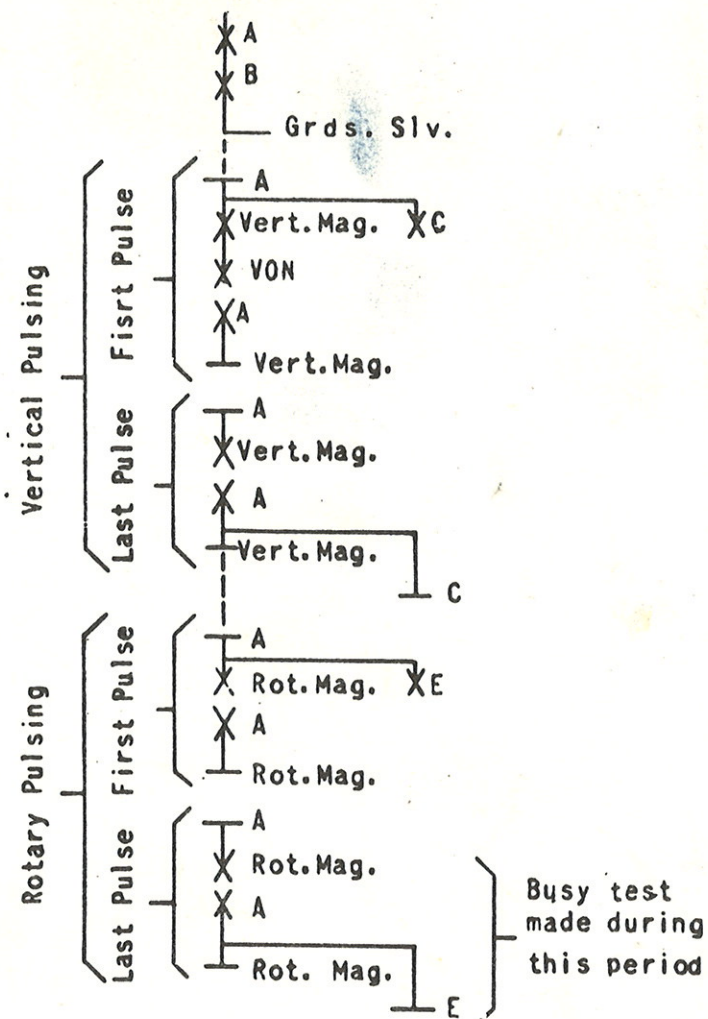 A
B
Grds. Slv.
Vertical Pulsing
Fisrt Pulse
A
Vert.Mag.
C
VON
A
Vert.Mag.
Last Pulse
A
Vert.Mag.
A
Vert.Mag.
C
Rotary Pulsing
First Pulse
A
Rot.Mag.
E
A
Rot.Mag.
Last Pulse
A
Rot.Mag.
A
Rot. Mag.
E
Busy test
made during
this period